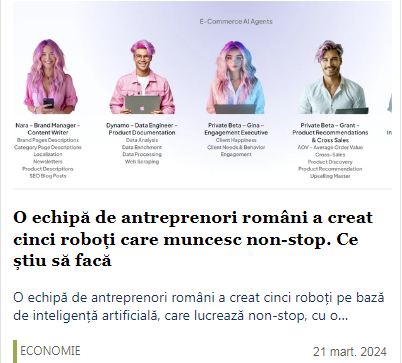 E-Commerce AI Agents
Nara – Brand Manager –
Content Writer
Brand Pages Descriptions
Category Page Descriptions
Localisation
Newsletters
Product Descriptions
SEO Blog Posts
Dynamo – Data Engineer –
Product Documentation
Data Analysis
Data Enrichment
Data Processing
Web Scraping
Private Beta – Gina –
Engagement Executive
Client Happiness
Client Needs & Behavior
Engagement
Private Beta – Grant –
Product Recommendations
& Cross Sales
AOV – Average Order Value
Cross-Sales
Product Discovery
Product Recommendation
Upselling Master
O echipă de antreprenori români a creat
cinci roboți care muncesc non-stop. Ce
știu să facă
O echipă de antreprenori români a creat cinci roboți pe bază
de inteligență artificială, care lucrează non-stop, cu o...
ECONOMIE
21 mart. 2024